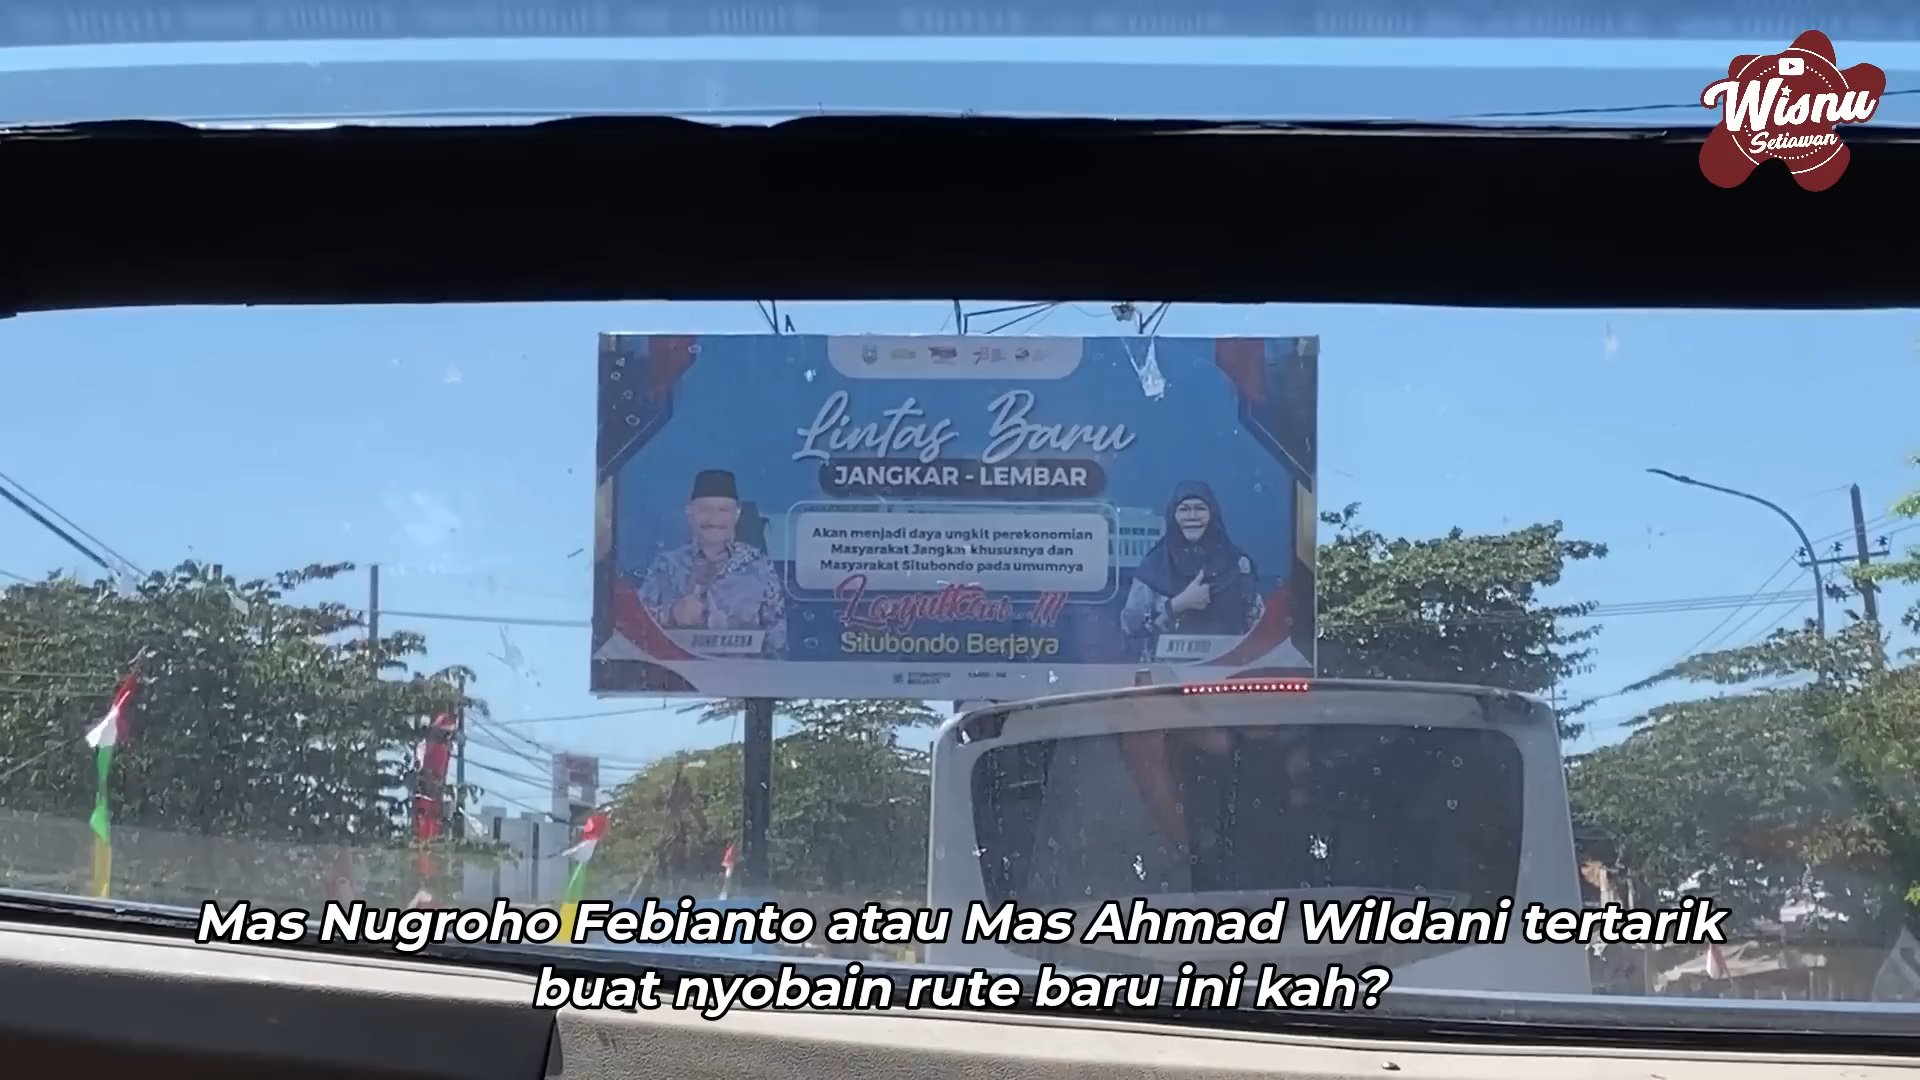 Wisnu
Setiawan
Lintas Baru
JANGKAR - LEMBAR
Akan menjadi daya ungkit perekonomian
Masyarakat Jangkar khususnya dan
Masyarakat Situbondo pada umumnya
Situbondo Berjaya
Mas Nugroho Febianto atau Mas Ahmad Wildani tertarik
buat nyobain rute baru ini kah?